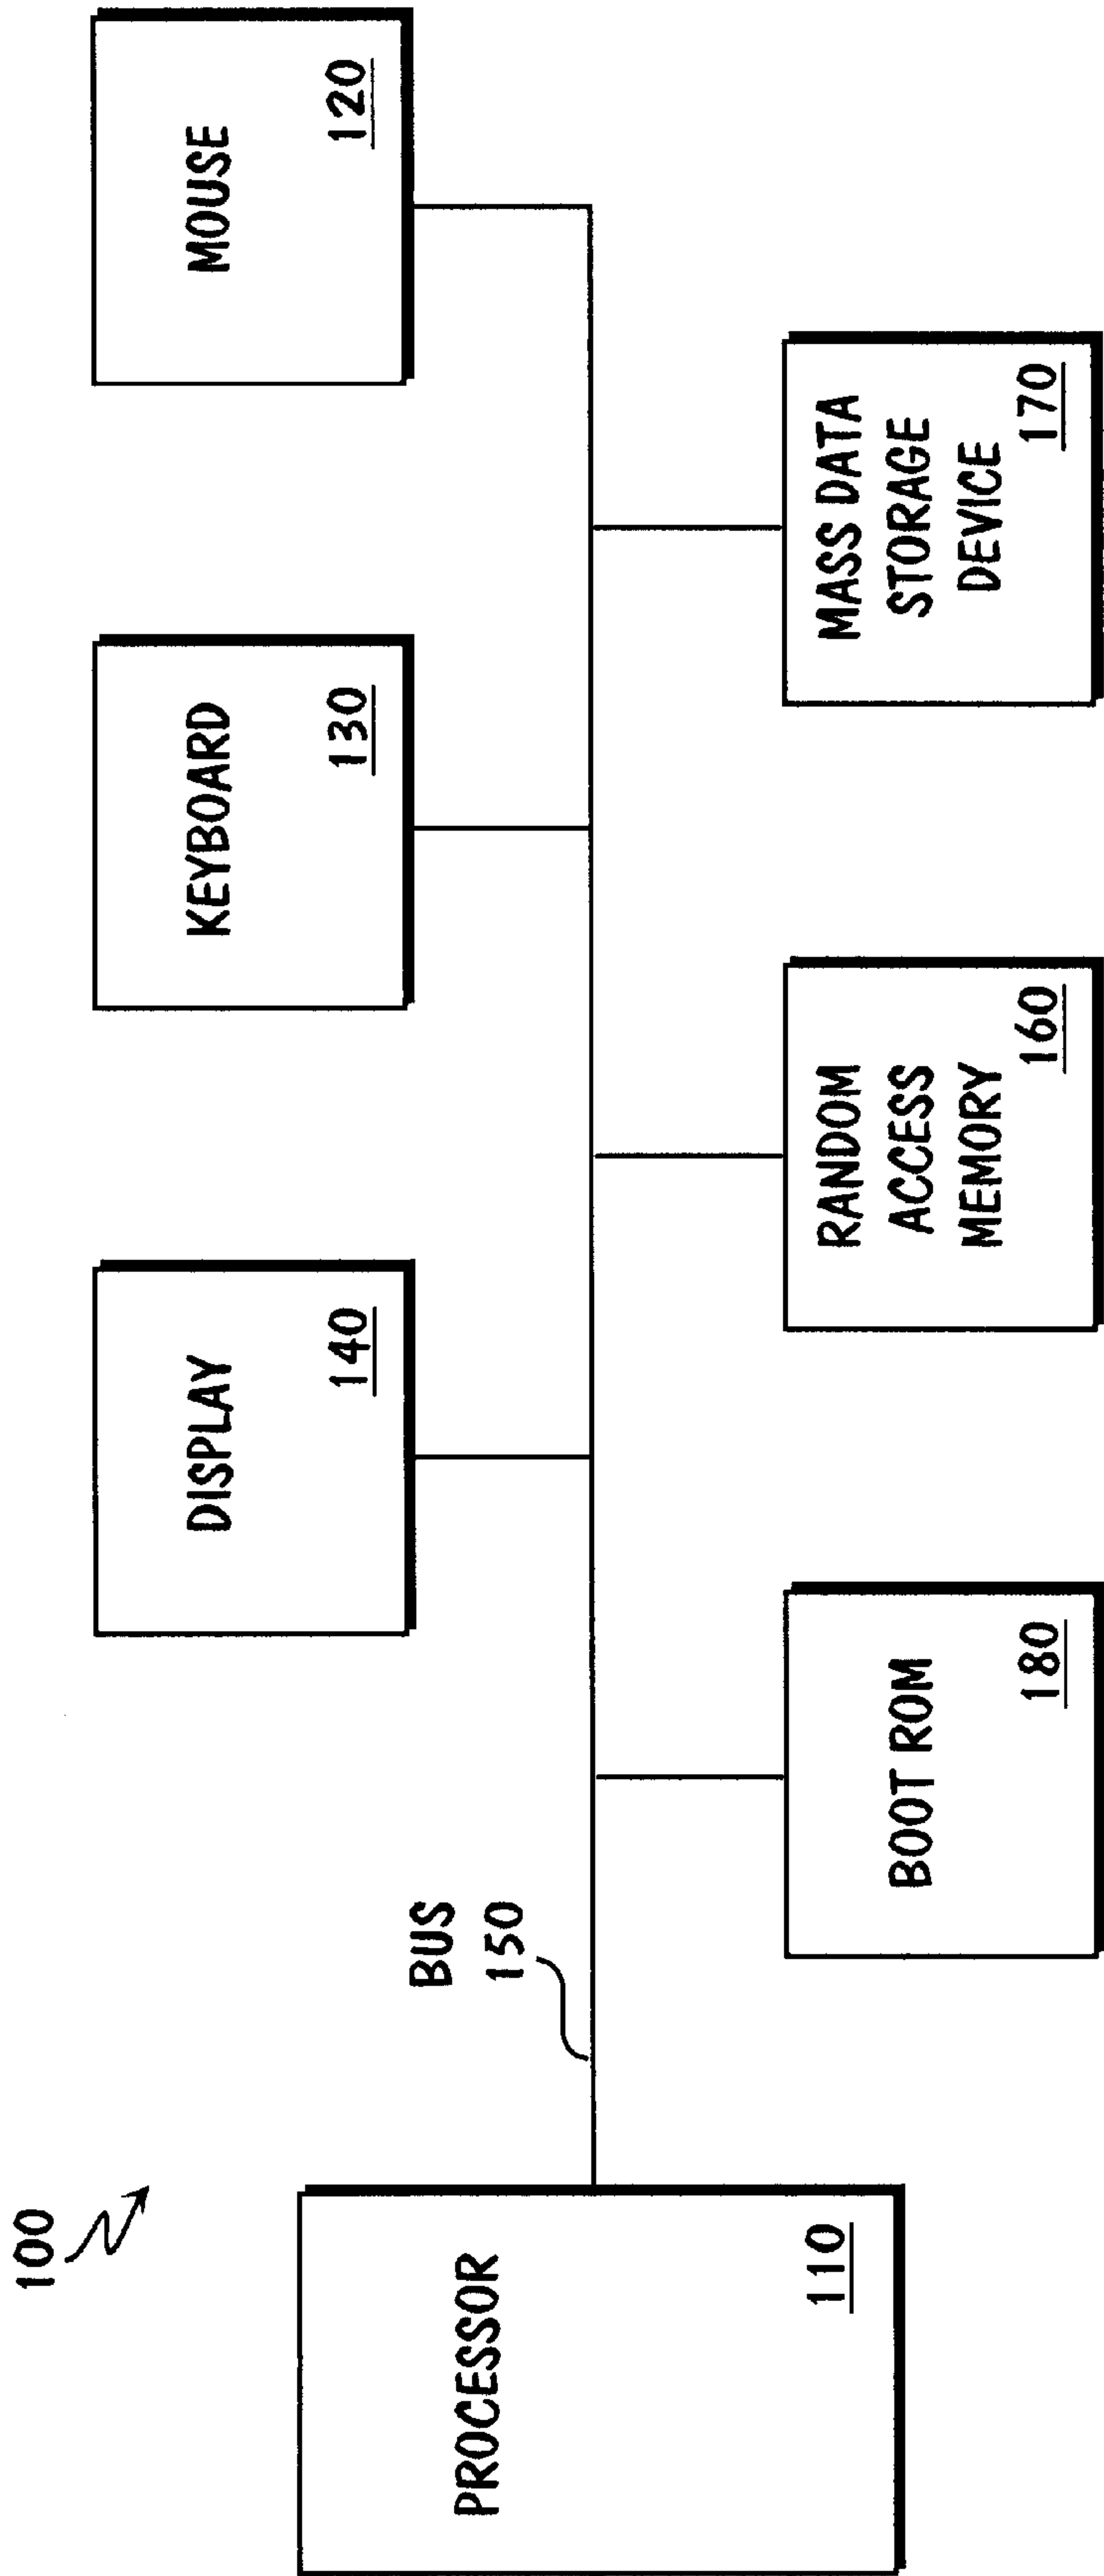 100
PROCESSOR
110
BUS
150
DISPLAY
140
KEYBOARD
130
MOUSE
120
BOOT ROM
180
RANDOM
ACCESS
MEMORY
160
MASS DATA
STORAGE
DEVICE
170